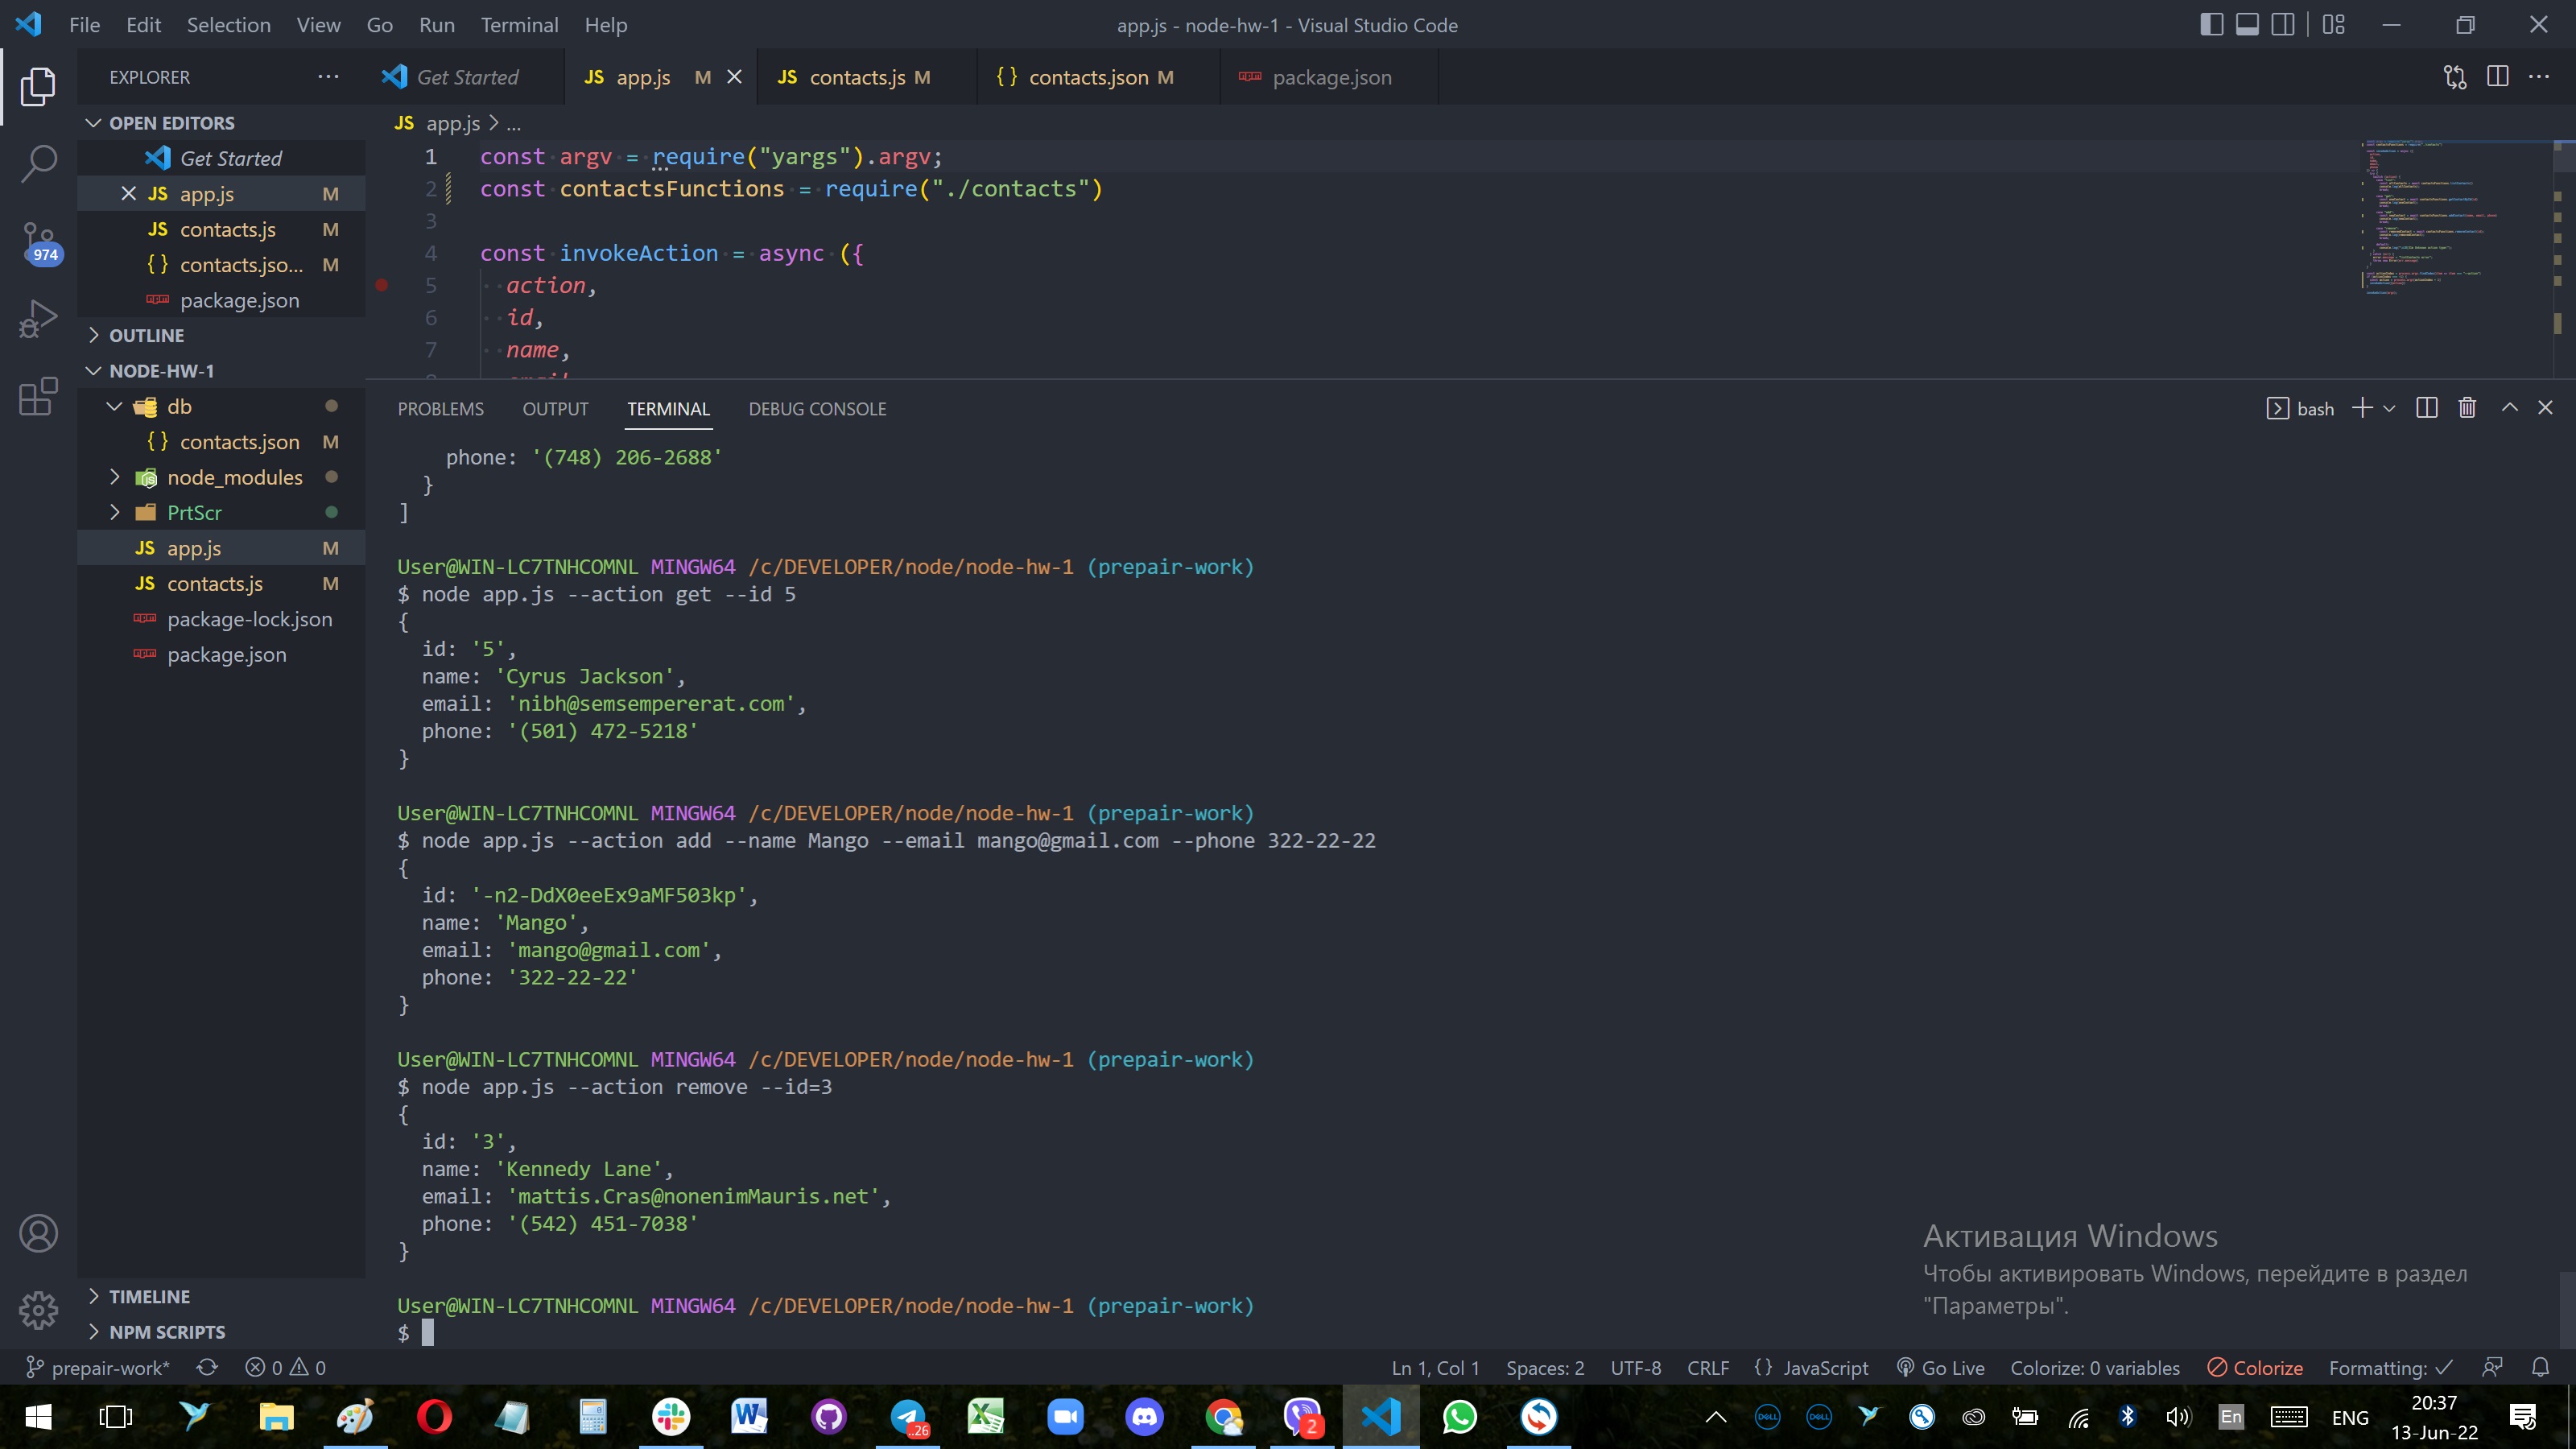 File Edit Selection View Go Run Terminal Help
app.js - node-hw-1 - Visual Studio Code
EXPLORER
Get Started
JS app.js M
JS contacts.js M
{ } contacts.json M
package.json
OPEN EDITORS
Get Started
JS app.js M
JS contacts.js M
{ } contacts.jso... M
package.json
OUTLINE
NODE-HW-1
db
{ } contacts.json M
node_modules
PrtScr
JS app.js M
JS contacts.js M
package-lock.json
package.json
TIMELINE
NPM SCRIPTS
974
JS app.js > ...
1 const argv = require("yargs").argv;
2 const contactsFunctions = require("./contacts")
3
4 const invokeAction = async ({
5 action,
6 id,
7 name,
PROBLEMS OUTPUT TERMINAL DEBUG CONSOLE
bash
phone: '(748) 206-2688'
}
]
User@WIN-LC7TNHCOMNL MINGW64 /c/DEVELOPER/node/node-hw-1 (prepair-work)
$ node app.js --action get --id 5
{
id: '5',
name: 'Cyrus Jackson',
email: 'nibh@semsempererat.com',
phone: '(501) 472-5218'
}
User@WIN-LC7TNHCOMNL MINGW64 /c/DEVELOPER/node/node-hw-1 (prepair-work)
$ node app.js --action add --name Mango --email mango@gmail.com --phone 322-22-22
{
id: '-n2-DdX0eeEx9aMF503kp',
name: 'Mango',
email: 'mango@gmail.com',
phone: '322-22-22'
}
User@WIN-LC7TNHCOMNL MINGW64 /c/DEVELOPER/node/node-hw-1 (prepair-work)
$ node app.js --action remove --id=3
{
id: '3',
name: 'Kennedy Lane',
email: 'mattis.Cras@nonenimMauris.net',
phone: '(542) 451-7038'
}
User@WIN-LC7TNHCOMNL MINGW64 /c/DEVELOPER/node/node-hw-1 (prepair-work)
$
Активация Windows
Чтобы активировать Windows, перейдите в раздел
"Параметры".
prepair-work* 0 0
Ln 1, Col 1 Spaces: 2 UTF-8 CRLF { } JavaScript Go Live Colorize: 0 variables Colorize Formatting:
..26
2
DELL
DELL
En
ENG
20:37
13-Jun-22